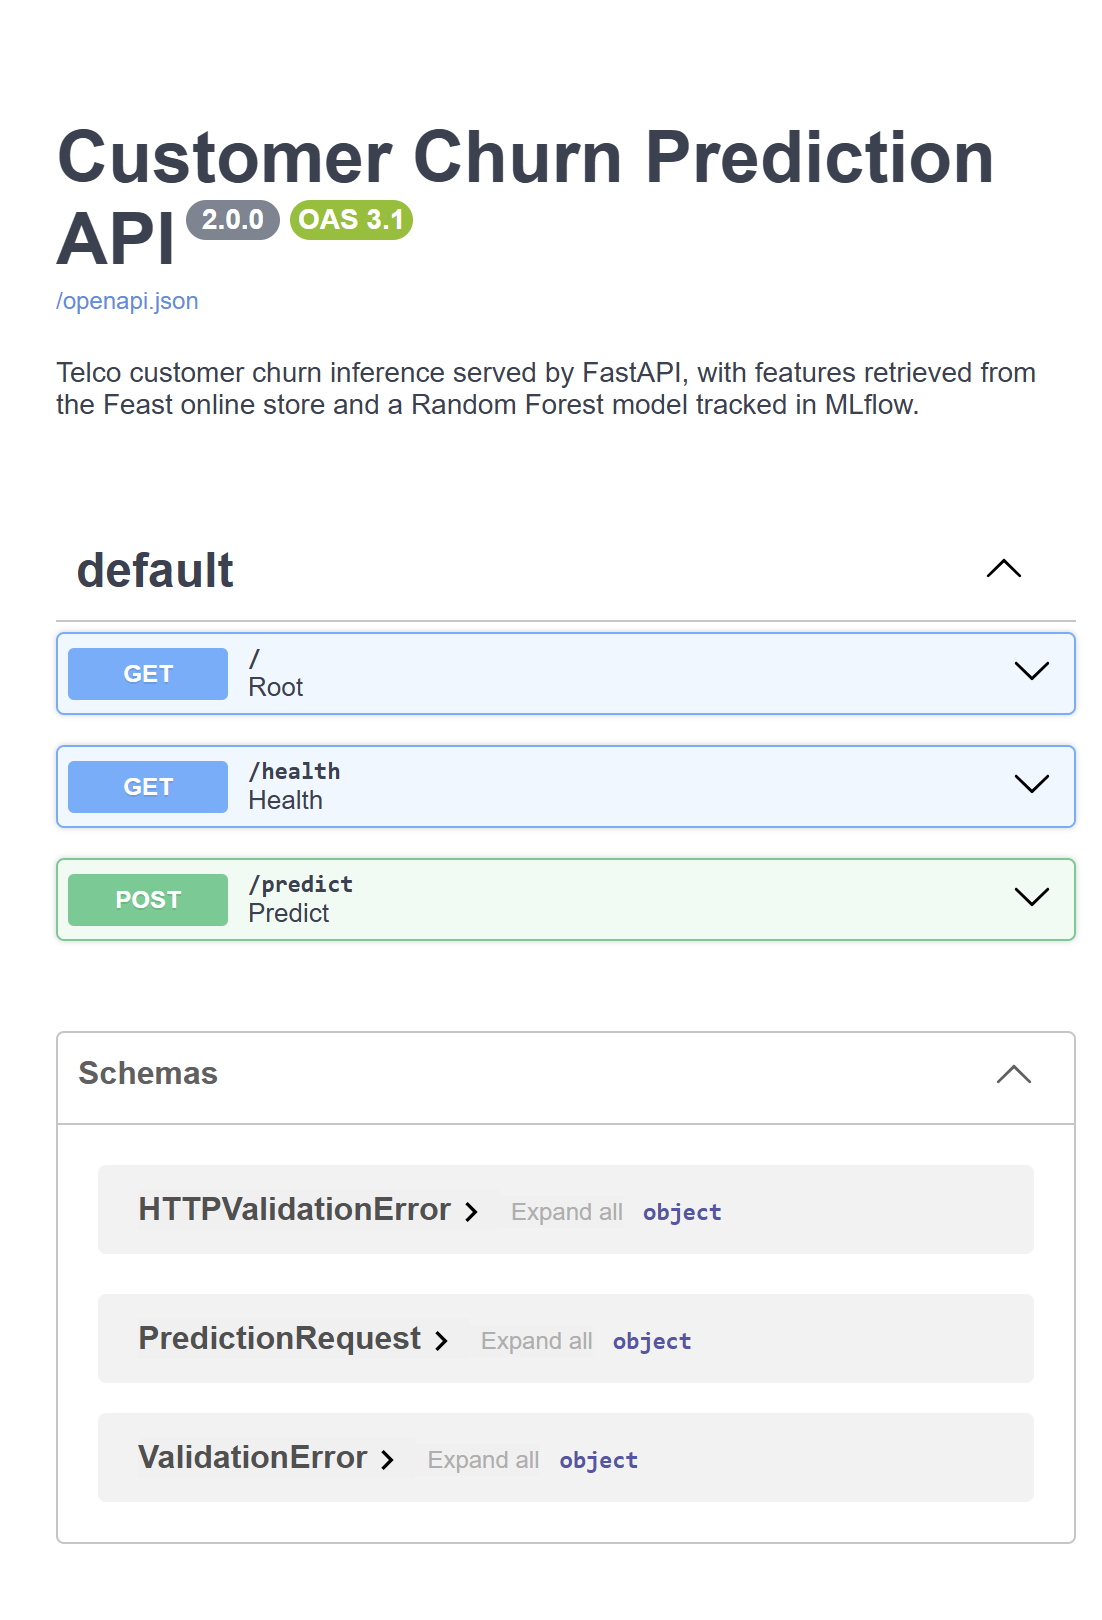 Customer Churn Prediction
API 2.0.0 OAS 3.1
/openapi.json
Telco customer churn inference served by FastAPI, with features retrieved from
the Feast online store and a Random Forest model tracked in MLflow.
default
GET /
Root
GET /health
Health
POST /predict
Predict
Schemas
HTTPValidationError Expand all object
PredictionRequest Expand all object
ValidationError Expand all object